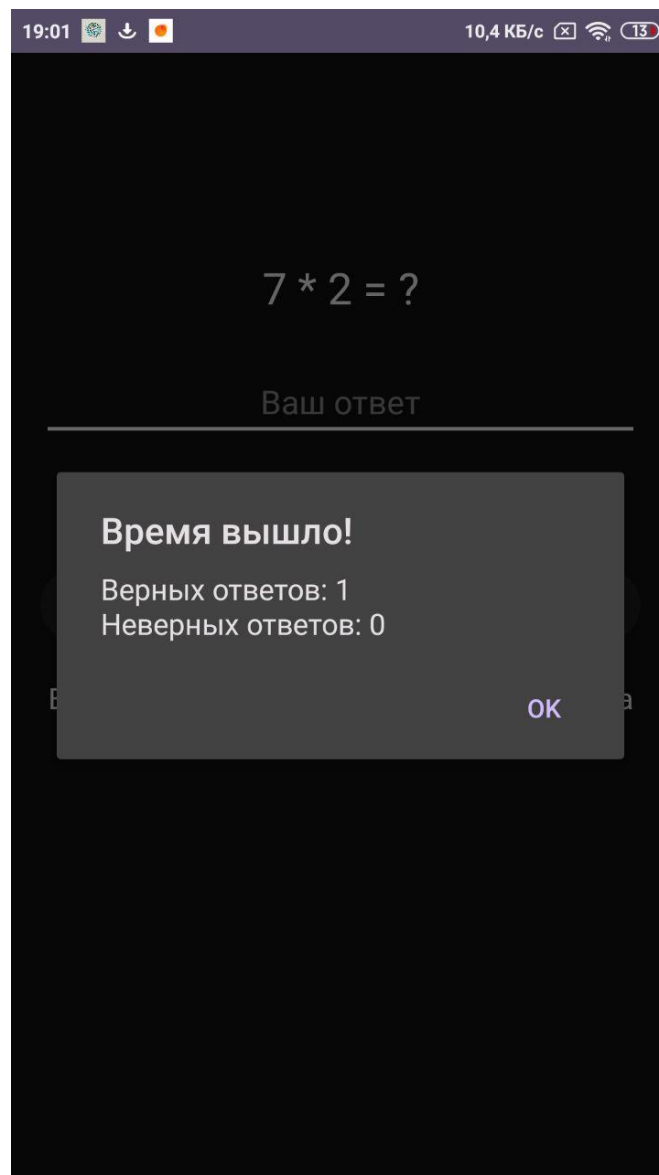 19:01 10,4 КБ/с 13
7 * 2 = ?
Ваш ответ
Время вышло!
Верных ответов: 1
Неверных ответов: 0
OK